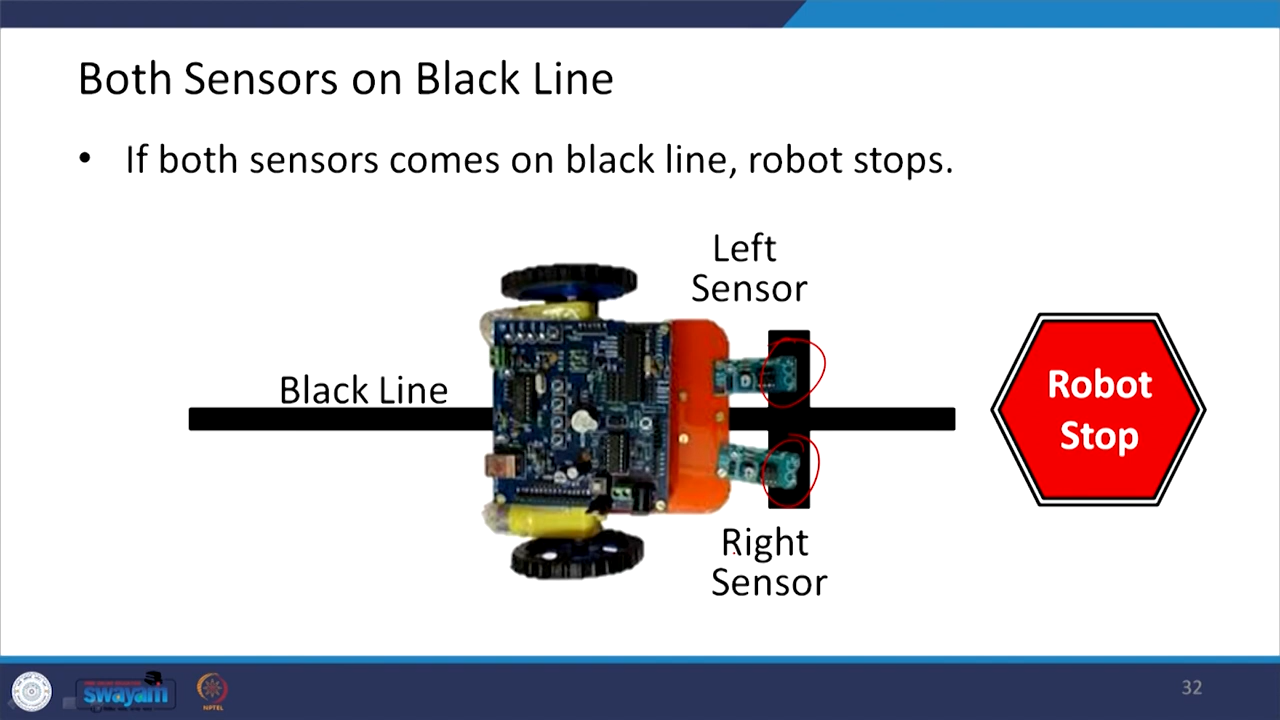 Both Sensors on Black Line
• If both sensors comes on black line, robot stops.
Left
Sensor
Black Line
Robot
Stop
Right
Sensor
swayam
NPTEL
32